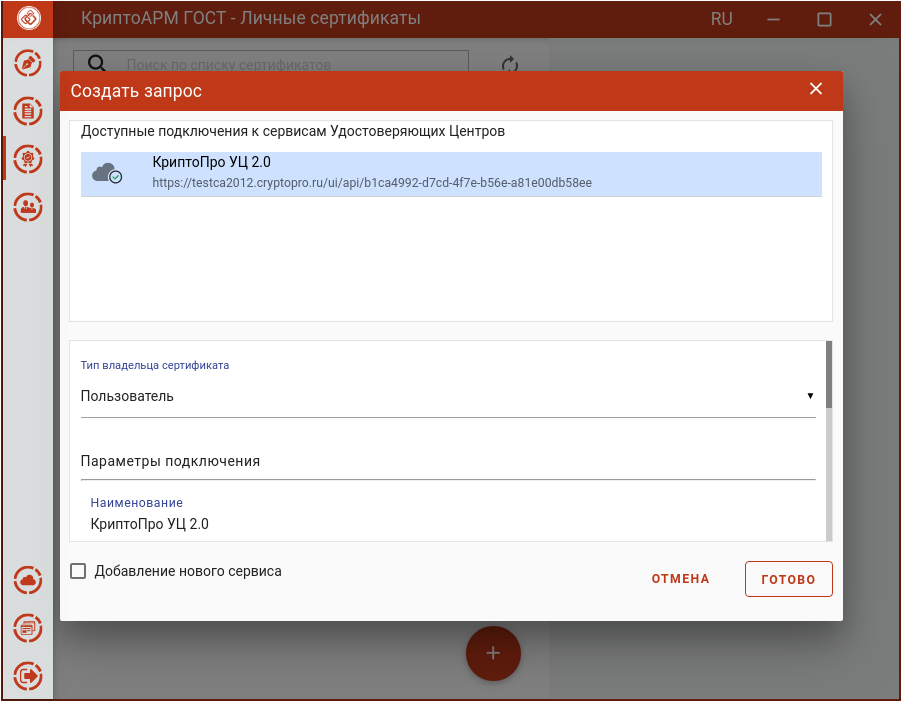 КриптоАРМ ГОСТ - Личные сертификаты
RU
Поиск по списку сертификатов
Создать запрос
Доступные подключения к сервисам Удостоверяющих Центров
КриптоПро УЦ 2.0
https://testca2012.cryptopro.ru/ui/api/b1ca4992-d7cd-4f7e-b56e-a81e00db58ee
Тип владельца сертификата
Пользователь
Параметры подключения
Наименование
КриптоПро УЦ 2.0
Добавление нового сервиса
ОТМЕНА
ГОТОВО